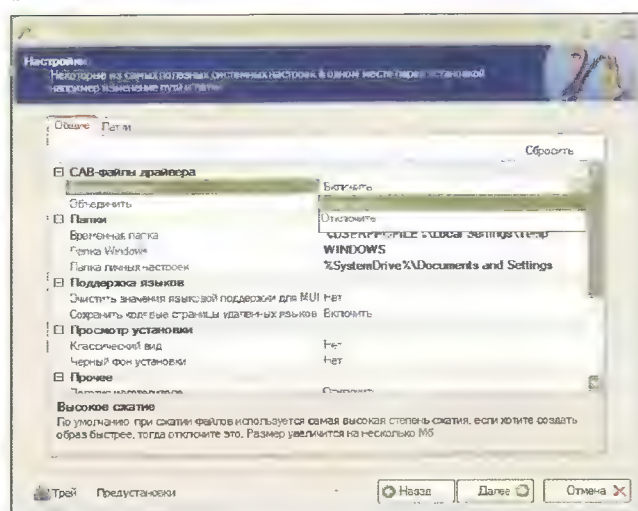 Настройки
Некоторые из самых полезных системных настроек в одном месте перед установкой
например изменение пути и папки
Общие Папки
Сбросить
CAB-файлы драйвера
Включить
Объединить
Отключить
Папки
Временная папка %USERPROFILE%\Local Settings\Temp
Папка Windows WINDOWS
Папка личных настроек %SystemDrive%\Documents and Settings
Поддержка языков
Очистить значения языковой поддержки для MUI Нет
Сохранить кодовые страницы удаленных языков Включить
Просмотр установки
Классический вид Нет
Черный фон установки Нет
Прочее
Высокое сжатие
По умолчанию при сжатии файлов используется самая высокая степень сжатия, если хотите создать
образ быстрее, тогда отключите это. Размер увеличится на несколько Мб
Трей Предустановки Назад Далее Отмена